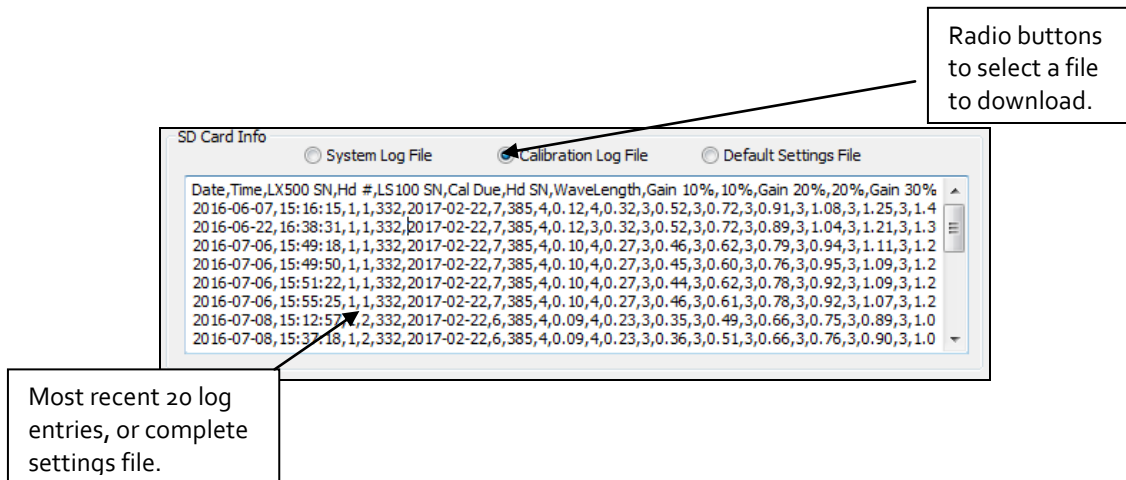 Radio buttons
to select a file
to download.
SD Card Info
System Log File Calibration Log File Default Settings File
Date,Time,LX500 SN,Hd #,LS100 SN,Cal Due,Hd SN,WaveLength,Gain 10%,10%,Gain 20%,20%,Gain 30%
2016-06-07,15:16:15,1,1,332,2017-02-22,7,385,4,0.12,4,0.32,3,0.52,3,0.72,3,0.91,3,1.08,3,1.25,3,1.4
2016-06-22,16:38:31,1,1,332,2017-02-22,7,385,4,0.12,3,0.32,3,0.52,3,0.72,3,0.89,3,1.04,3,1.21,3,1.3
2016-07-06,15:49:18,1,1,332,2017-02-22,7,385,4,0.10,4,0.27,3,0.46,3,0.62,3,0.79,3,0.94,3,1.11,3,1.2
2016-07-06,15:49:50,1,1,332,2017-02-22,7,385,4,0.10,4,0.27,3,0.45,3,0.60,3,0.76,3,0.95,3,1.09,3,1.2
2016-07-06,15:51:22,1,1,332,2017-02-22,7,385,4,0.10,4,0.27,3,0.44,3,0.62,3,0.78,3,0.92,3,1.09,3,1.2
2016-07-06,15:55:25,1,1,332,2017-02-22,7,385,4,0.10,4,0.27,3,0.46,3,0.61,3,0.78,3,0.92,3,1.07,3,1.2
2016-07-08,15:12:57,1,2,332,2017-02-22,6,385,4,0.09,4,0.23,3,0.35,3,0.49,3,0.66,3,0.75,3,0.89,3,1.0
2016-07-08,15:37:18,1,2,332,2017-02-22,6,385,4,0.09,4,0.23,3,0.36,3,0.51,3,0.66,3,0.76,3,0.90,3,1.0
Most recent 20 log
entries, or complete
settings file.